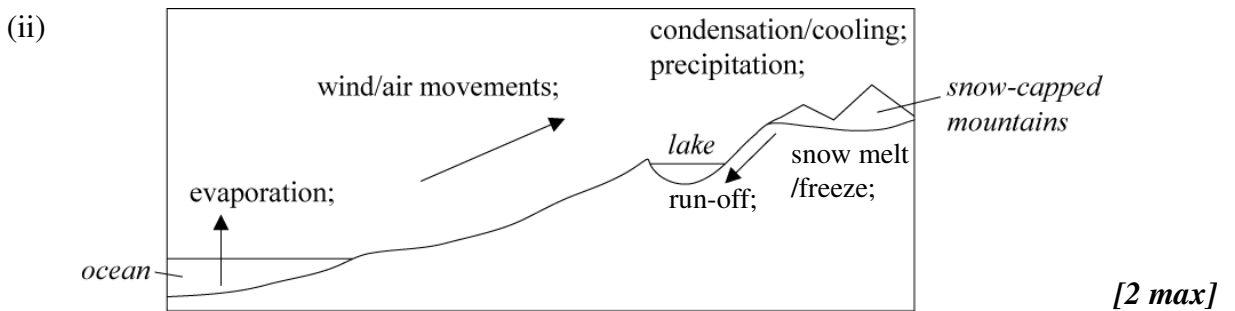 (ii)
condensation/cooling;
precipitation;
wind/air movements;
snow-capped
mountains
lake
snow melt
/freeze;
run-off;
evaporation;
ocean
[2 max]